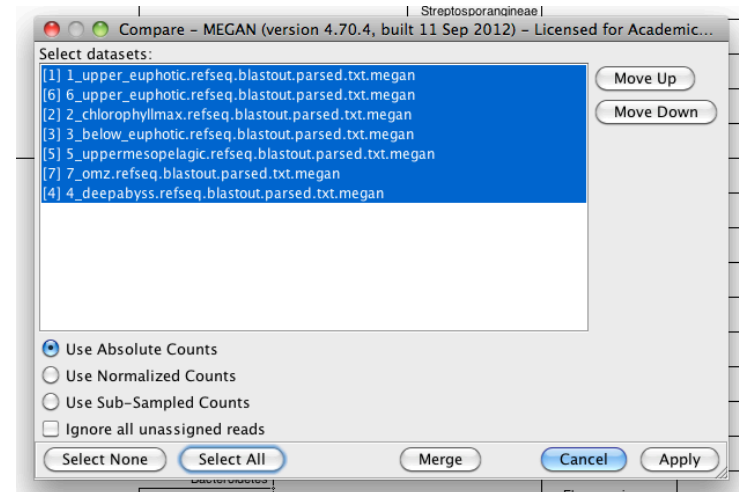 Streptosporangineae
Compare – MEGAN (version 4.70.4, built 11 Sep 2012) – Licensed for Academic...
Select datasets:
[1] 1_upper_euphotic.refseq.blastout.parsed.txt.megan
[6] 6_upper_euphotic.refseq.blastout.parsed.txt.megan
[2] 2_chlorophyllmax.refseq.blastout.parsed.txt.megan
[3] 3_below_euphotic.refseq.blastout.parsed.txt.megan
[5] 5_uppermesopelagic.refseq.blastout.parsed.txt.megan
[7] 7_omz.refseq.blastout.parsed.txt.megan
[4] 4_deepabyss.refseq.blastout.parsed.txt.megan
Move Up
Move Down
Use Absolute Counts
Use Normalized Counts
Use Sub-Sampled Counts
Ignore all unassigned reads
Select None
Select All
Merge
Cancel
Apply
Bacteroidetes